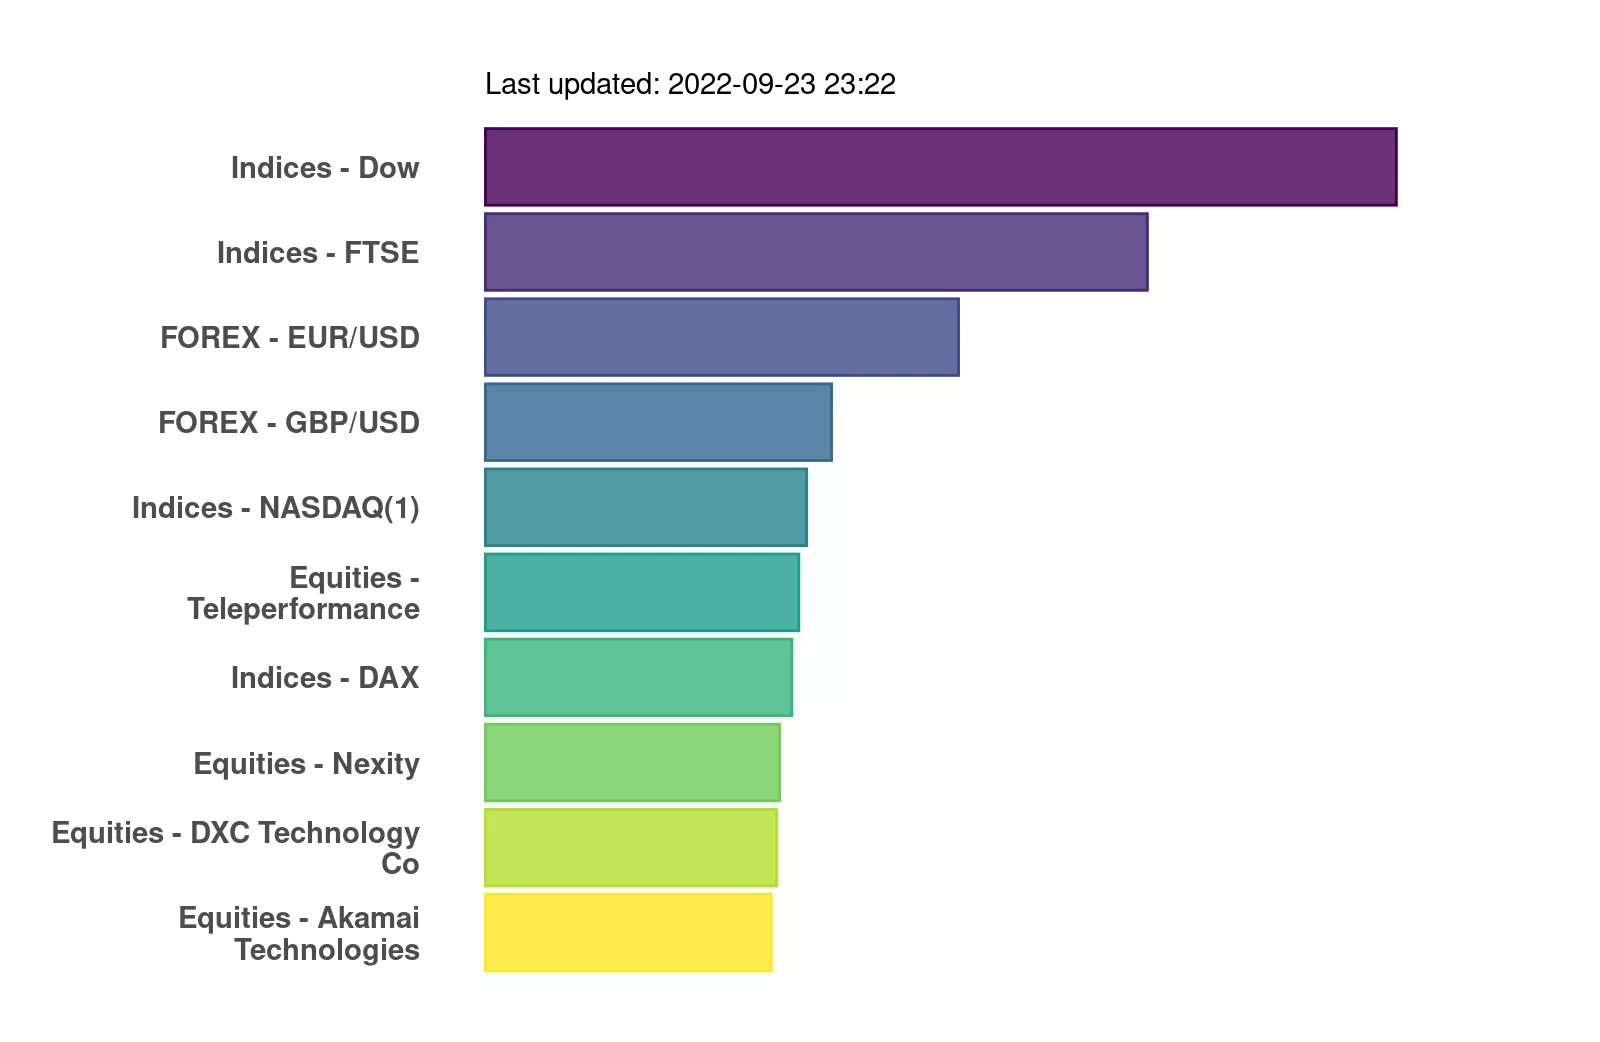 Last updated: 2022-09-23 23:22
Indices - Dow
Indices - FTSE
FOREX - EUR/USD
FOREX - GBP/USD
Indices - NASDAQ(1)
Equities -
Teleperformance
Indices - DAX
Equities - Nexity
Equities - DXC Technology
Co
Equities - Akamai
Technologies